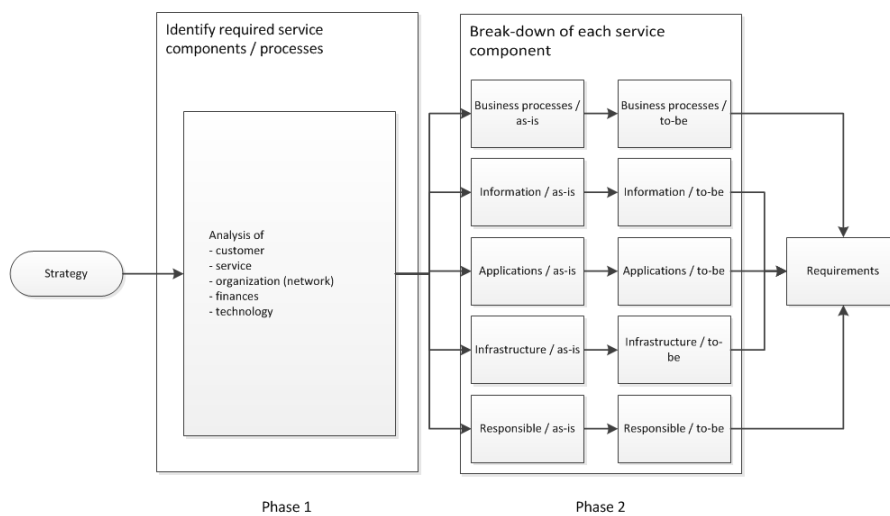 Identify required service
components / processes
Break-down of each service
component
Strategy
Analysis of
- customer
- service
- organization (network)
- finances
- technology
Business processes /
as-is
Business processes /
to-be
Information / as-is
Information / to-be
Applications / as-is
Applications / to-be
Infrastructure / as-is
Infrastructure / to-
be
Responsible / as-is
Responsible / to-be
Requirements
Phase 1
Phase 2